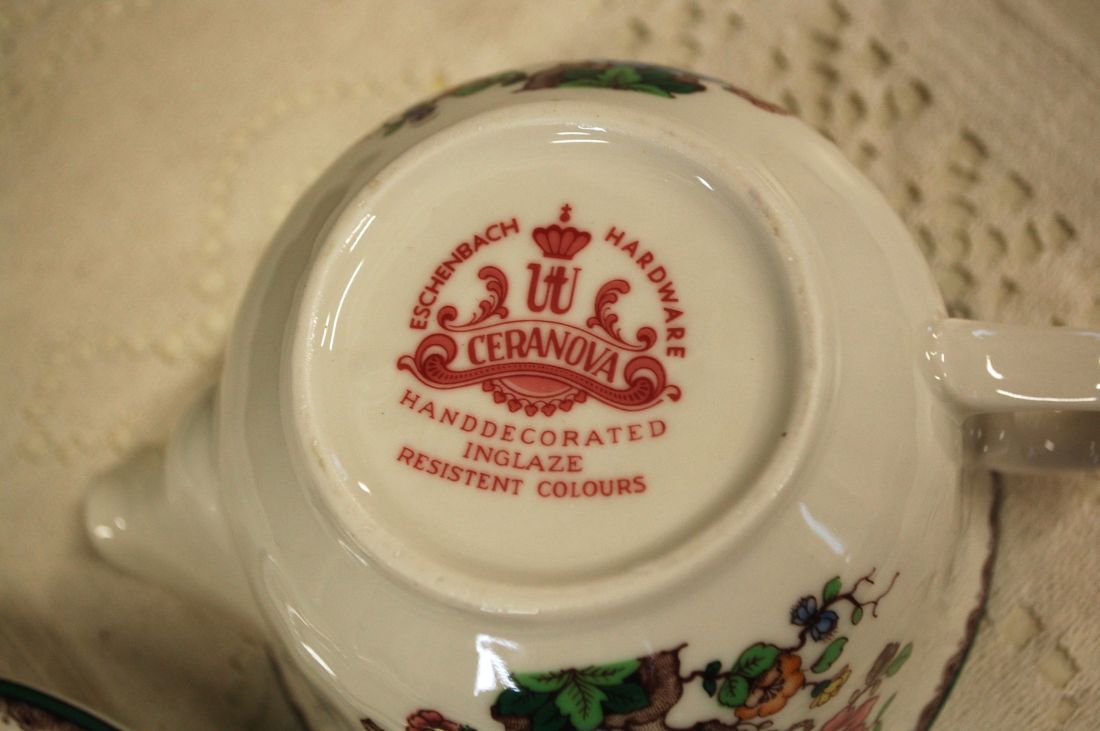 ESCHENBACH HARDWARE
CERANOVA
HANDDECORATED
INGLAZE
RESISTENT COLOURS